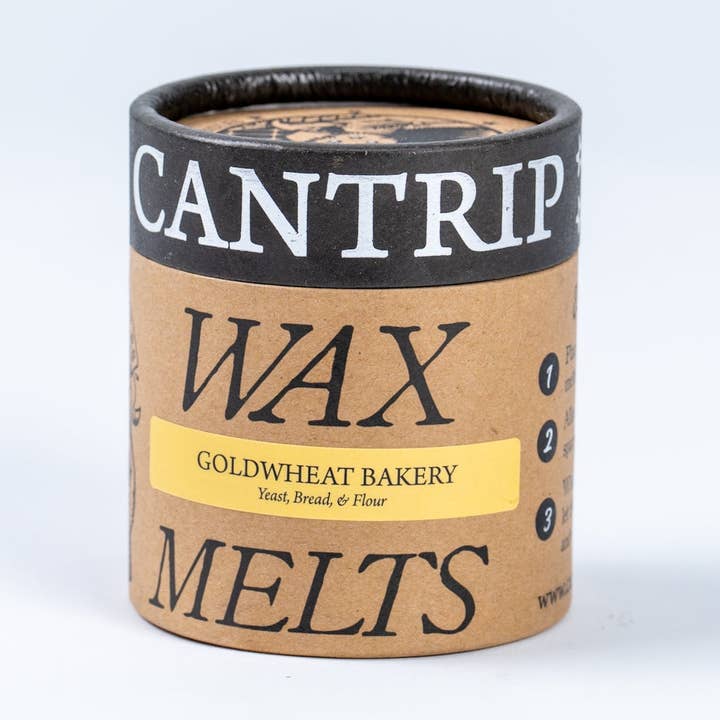 CANTRIP
WAX
GOLDWHEAT BAKERY
Yeast, Bread, & Flour
MELTS
1
2
3